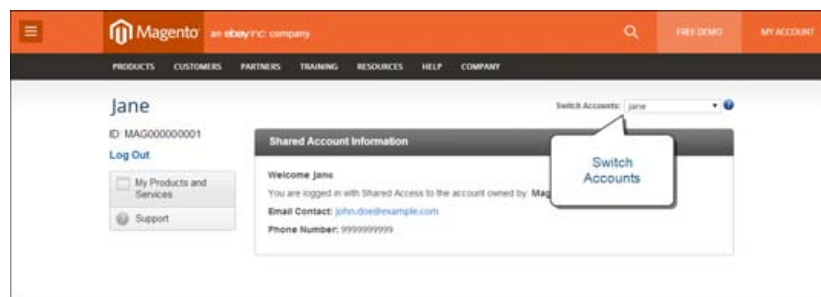 Magento an ebay inc company
FREE DEMO
MY ACCOUNT
PRODUCTS CUSTOMERS PARTNERS TRAINING RESOURCES HELP COMPANY
Jane
Switch Accounts: jane
ID: MAG000000001
Log Out
Shared Account Information
Switch
Accounts
My Products and
Services
Support
Welcome Jane
You are logged in with Shared Access to the account owned by: Mag
Email Contact: john.doe@example.com
Phone Number: 9999999999